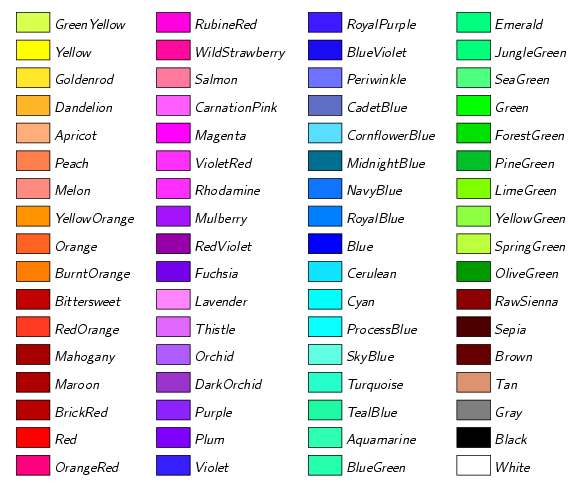 GreenYellow
Yellow
Goldenrod
Dandelion
Apricot
Peach
Melon
YellowOrange
Orange
BurntOrange
Bittersweet
RedOrange
Mahogany
Maroon
BrickRed
Red
OrangeRed
RubineRed
WildStrawberry
Salmon
CarnationPink
Magenta
VioletRed
Rhodamine
Mulberry
RedViolet
Fuchsia
Lavender
Thistle
Orchid
DarkOrchid
Purple
Plum
Violet
RoyalPurple
BlueViolet
Periwinkle
CadetBlue
CornflowerBlue
MidnightBlue
NavyBlue
RoyalBlue
Blue
Cerulean
Cyan
ProcessBlue
SkyBlue
Turquoise
TealBlue
Aquamarine
BlueGreen
Emerald
JungleGreen
SeaGreen
Green
ForestGreen
PineGreen
LimeGreen
YellowGreen
SpringGreen
OliveGreen
RawSienna
Sepia
Brown
Tan
Gray
Black
White